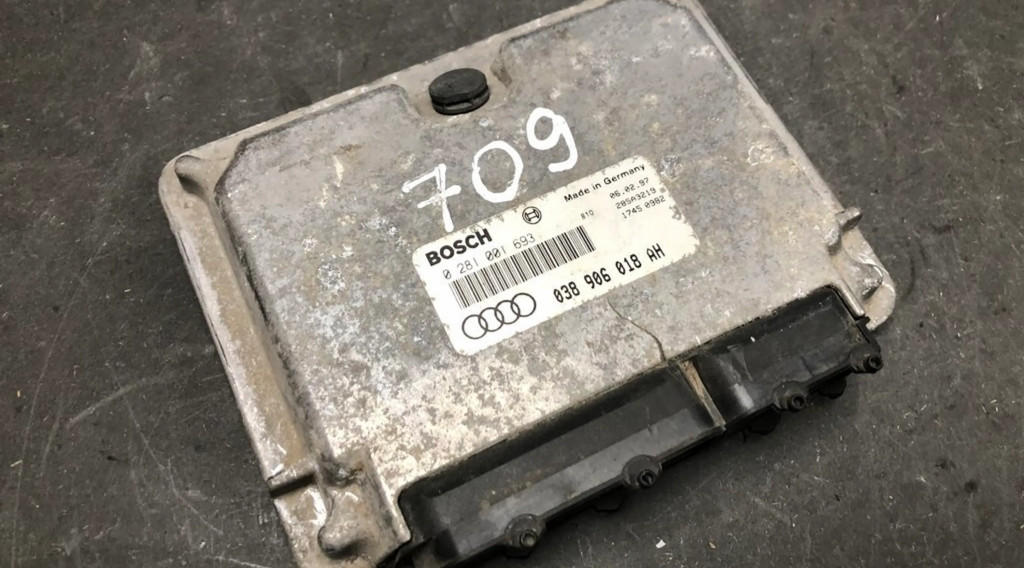 709
Made in Germany
BOSCH
06.02.97
0 281 001 693
810
285A3219
1745 0982
038 906 018 AH